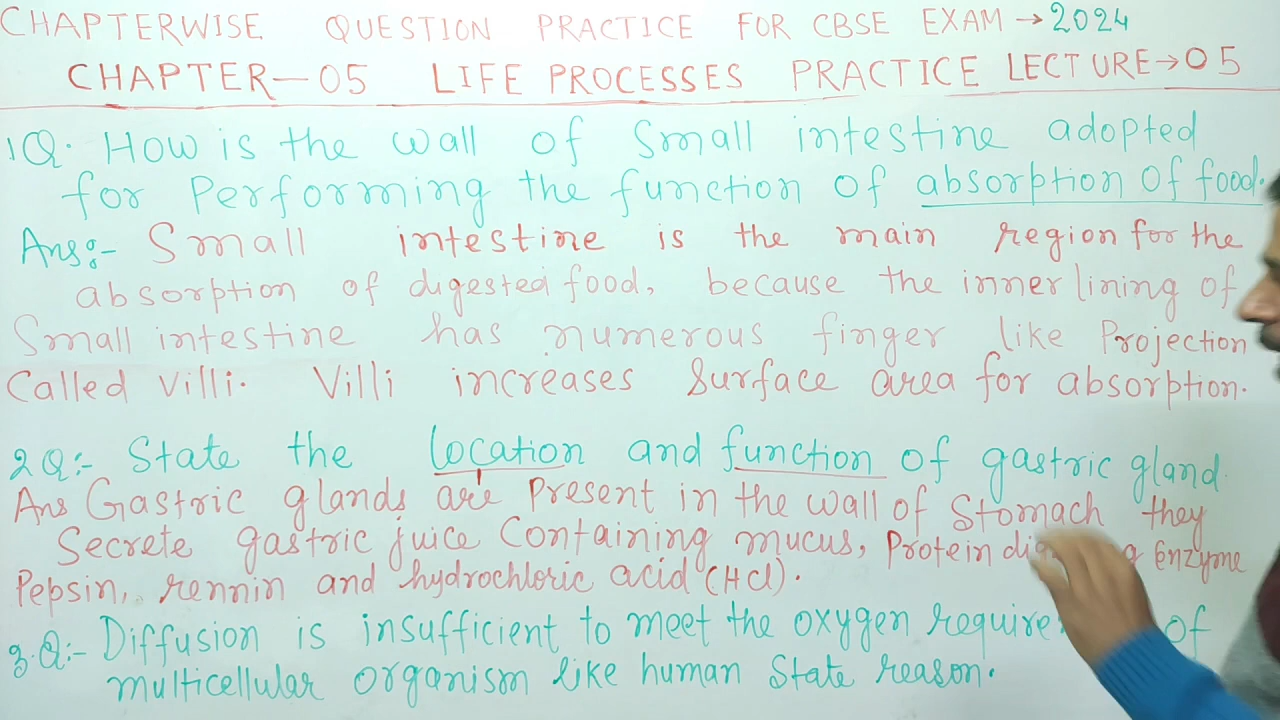 CHAPTERWISE QUESTION PRACTICE FOR CBSE EXAM → 2024
CHAPTER-05 LIFE PROCESSES PRACTICE LECTURE→05
1Q. HOW is the wall of Small intestine adopted
for Performing the function of absorption of food.
Ans:- Small intestine is the main region for the
absorption of digested food, because the inner lining of
Small intestine has numerous finger like Projection
Called Villi. Villi increases Surface area for absorption.
2Q:- State the location and function of gastric gland.
Ans Gastric glands are Present in the wall of Stomach they
Secrete gastric juice Containing mucus, Protein Enzyme
Pepsin, rennin and hydrochloric acid (HCl).
3.Q:- Diffusion is insufficient to meet the oxygen of
multicellular organism like human State reason.